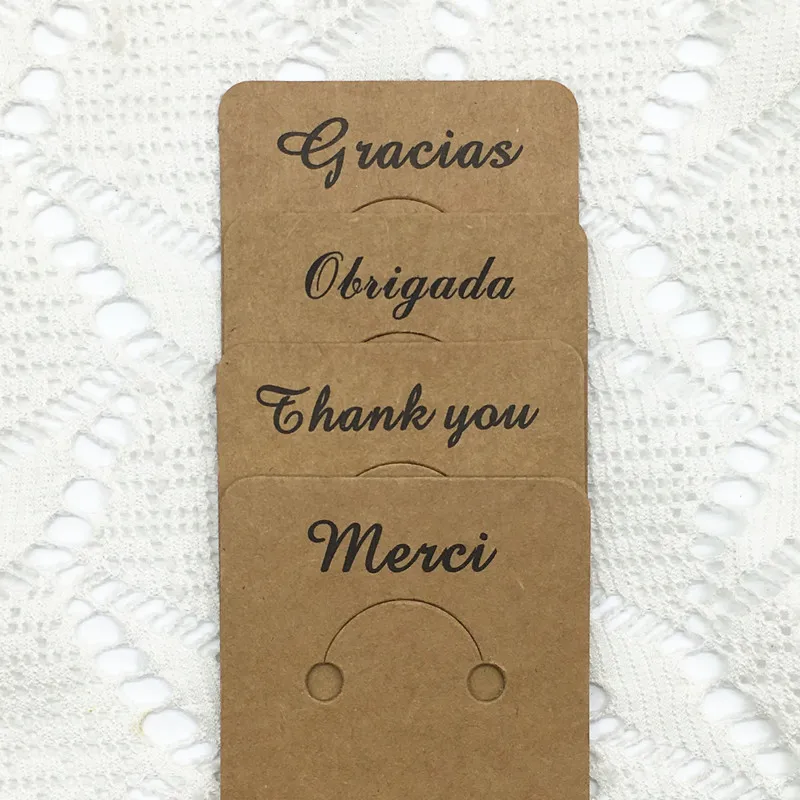 Gracias
Obrigada
Thank you
Merci